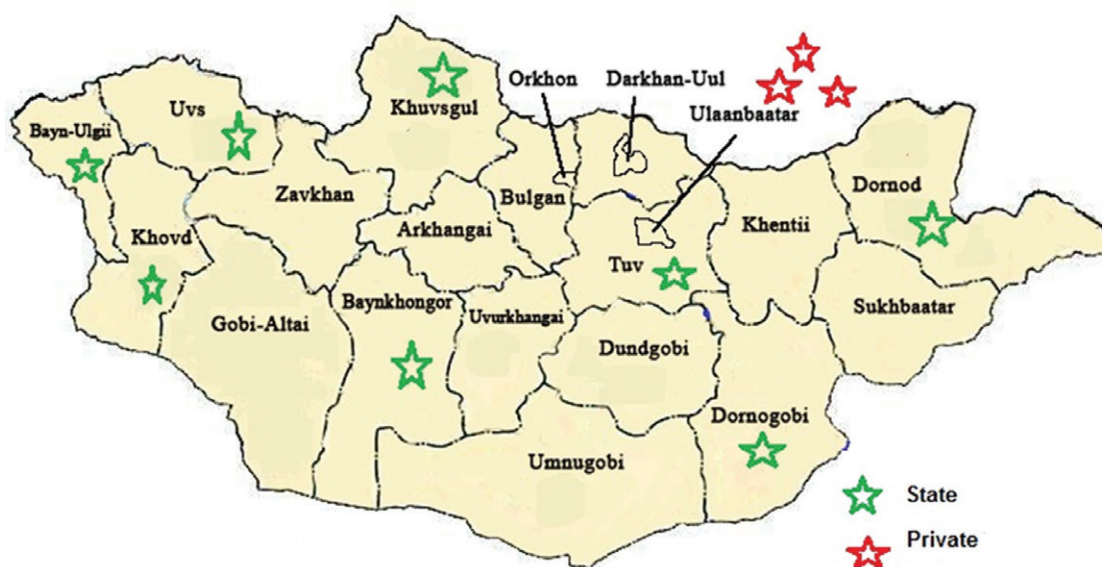 Orkhon
Darkhan-Uul
Khuvsgul
Uvs
Bayn-Ulgii
Ulaanbaatar
Zavkhan
Bulgan
Dornod
Khovd
Arkhangai
Khentii
Tuv
Baynkhongor
Uvurkhangai
Sukhbaatar
Gobi-Altai
Dundgobi
Dornogobi
Umnugobi
State
Private